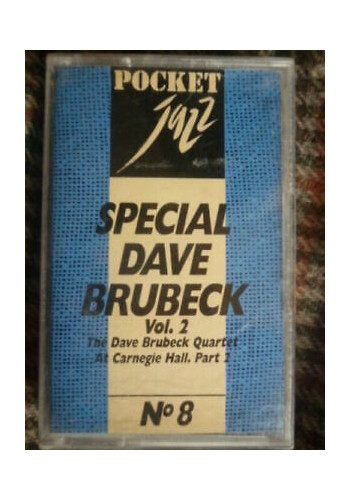 POCKET
Jazz
SPECIAL
DAVE
BRUBECK
Vol. 2
The Dave Brubeck Quartet
At Carnegie Hall. Part 2
Nº 8